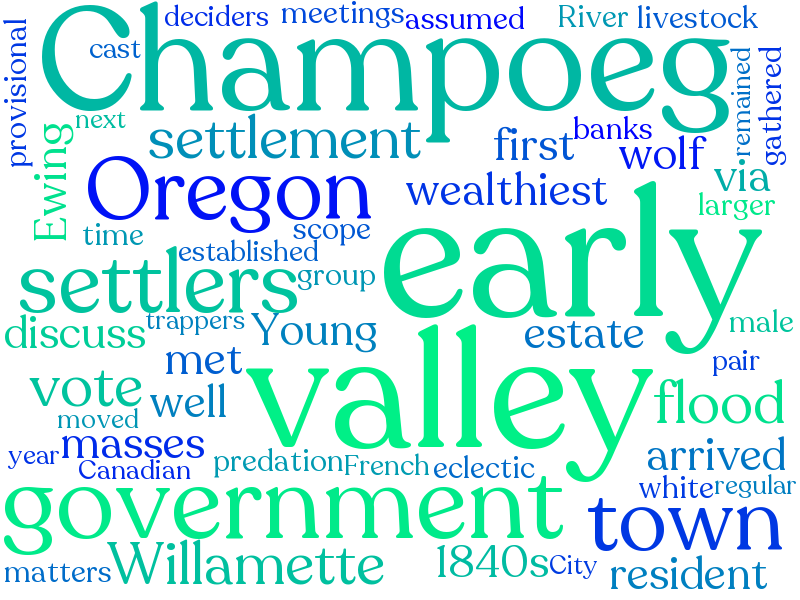 deciders
meetings
assumed
River
livestock
Champoeg
cast
provisional
next
remained
gathered
settlement
first
banks
wolf
Ewing
Oregon
wealthiest
via
larger
time
scope
established
early
settlers
group
discuss
trappers
Young
estate
male
met
valley
pair
vote
well
flood
moved
masses
year
Canadian
predation
French
eclectic
arrived
white
regular
government
town
matters
Willamette
1840s
City
resident